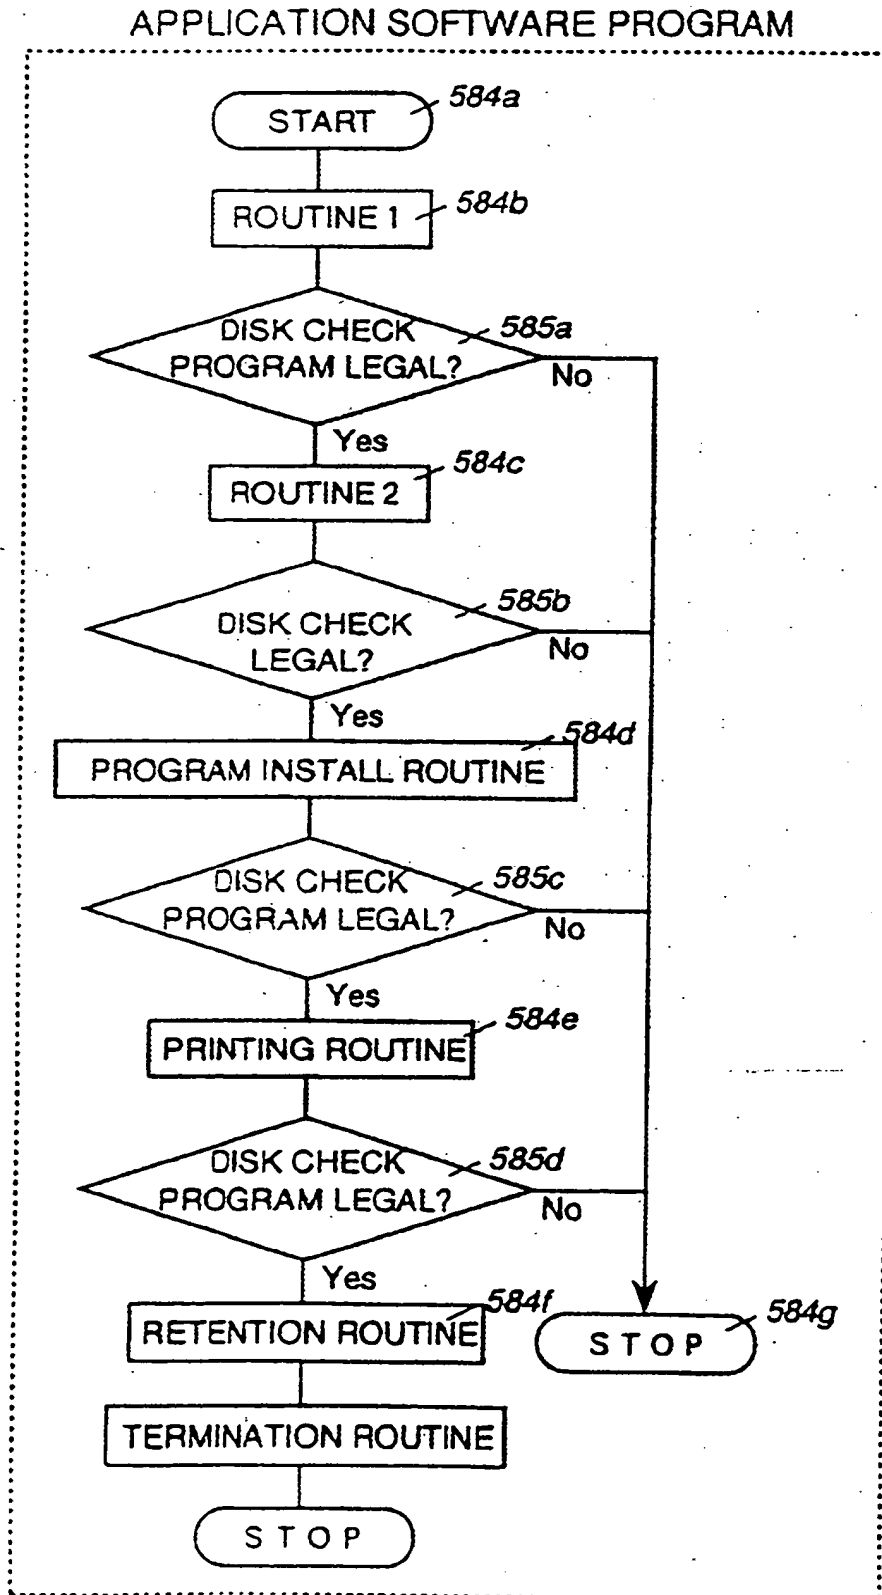 APPLICATION SOFTWARE PROGRAM
584a
START
584b
ROUTINE 1
DISK CHECK
585a
PROGRAM LEGAL?
No
Yes
584c
ROUTINE 2
585b
DISK CHECK
LEGAL?
No
Yes
584d
PROGRAM INSTALL ROUTINE
DISK CHECK
585c
PROGRAM LEGAL?
No
Yes
584e
PRINTING ROUTINE
DISK CHECK
585d
PROGRAM LEGAL?
No
Yes
584f
RETENTION ROUTINE
584g
STOP
TERMINATION ROUTINE
STOP